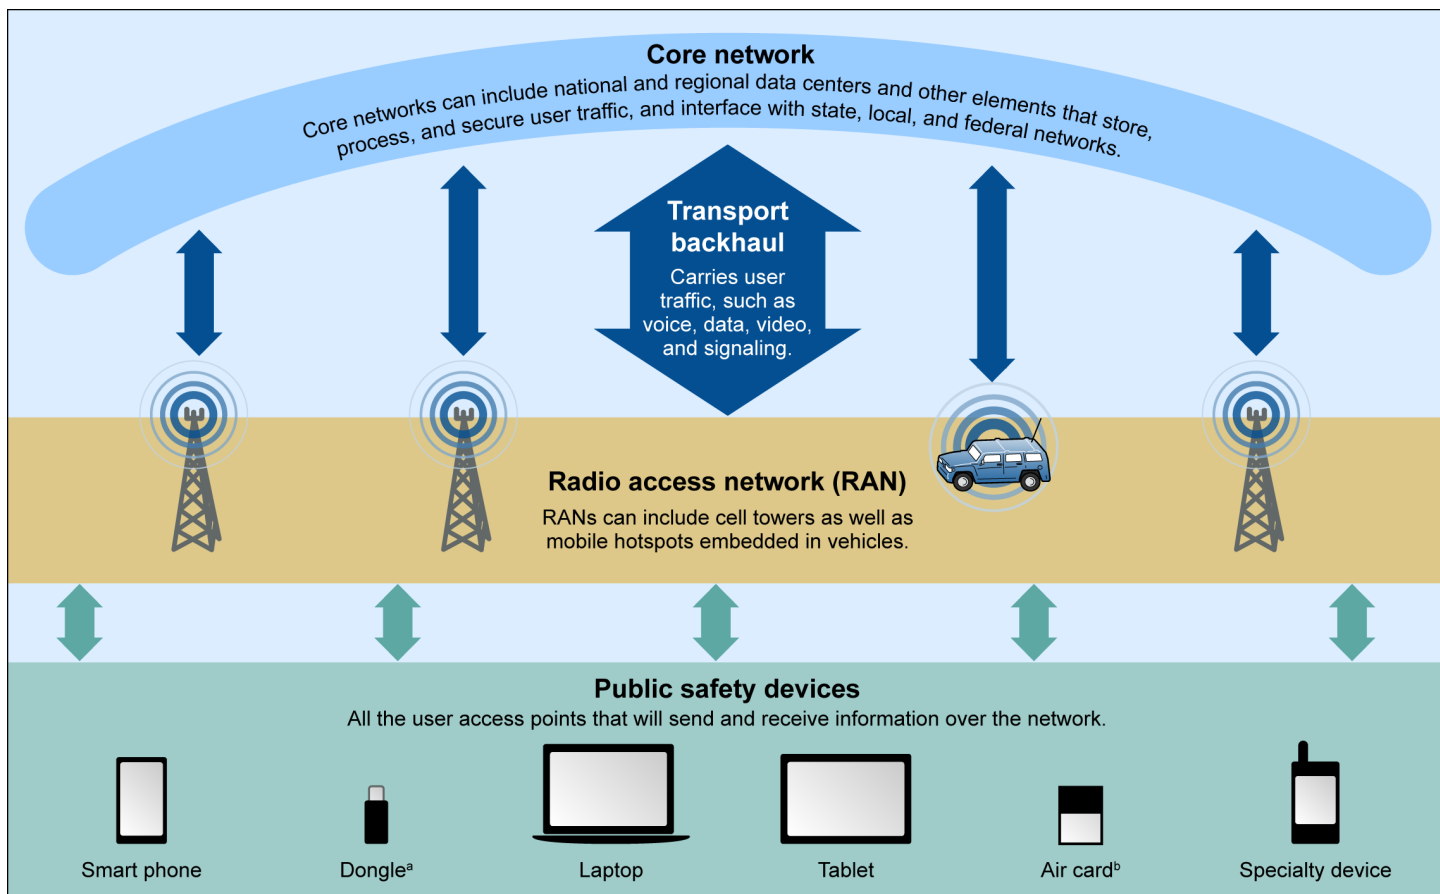 Core network
Core networks can include national and regional data centers and other elements that store,
process, and secure user traffic, and interface with state, local, and federal networks.
Transport
backhaul
Carries user
traffic, such as
voice, data, video,
and signaling.
Radio access network (RAN)
RANs can include cell towers as well as
mobile hotspots embedded in vehicles.
Public safety devices
All the user access points that will send and receive information over the network.
Smart phone
Dongleᵃ
Laptop
Tablet
Air cardᵇ
Specialty device